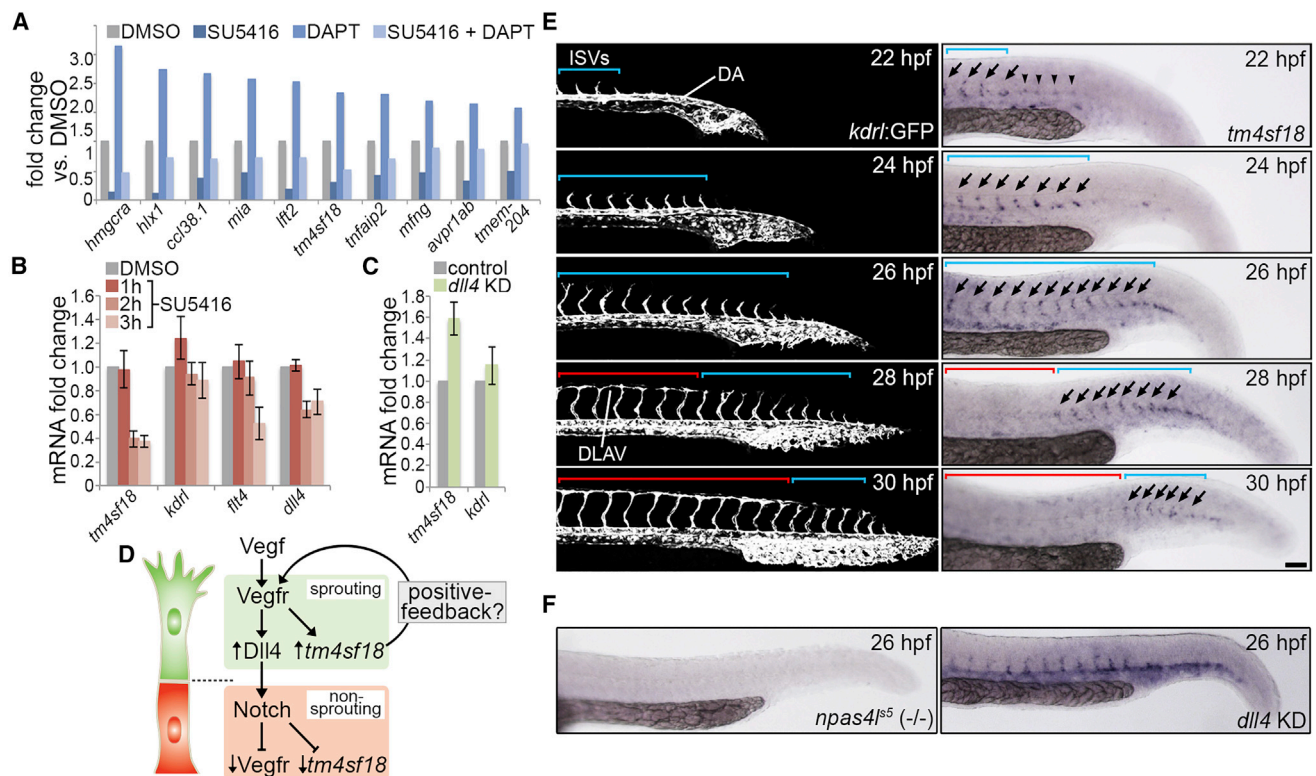 A
DMSO SU5416 DAPT SU5416 + DAPT
fold change vs. DMSO
3.0
2.5
2.0
1.5
1
0.5
0
hmgcra hlx1 ccl38.1 mia lft2 tm4sf18 tnfaip2 mfng avpr1ab tmem-204
B
DMSO
1h
2h SU5416
3h
mRNA fold change
1.6
1.4
1.2
1.0
0.8
0.6
0.4
0.2
0
tm4sf18 kdrl flt4 dll4
C
control
dll4 KD
mRNA fold change
1.8
1.6
1.4
1.2
1.0
0.8
0.6
0.4
0.2
0
tm4sf18 kdrl
D
Vegf
Vegfr
sprouting
positive-
feedback?
↑Dll4 ↑tm4sf18
Notch
non-
sprouting
↓Vegfr ↓tm4sf18
E
ISVs
22 hpf
DA
kdrl:GFP
22 hpf
tm4sf18
24 hpf
24 hpf
26 hpf
26 hpf
28 hpf
DLAV
28 hpf
30 hpf
30 hpf
F
26 hpf
npas4l^s5 (-/-)
26 hpf
dll4 KD